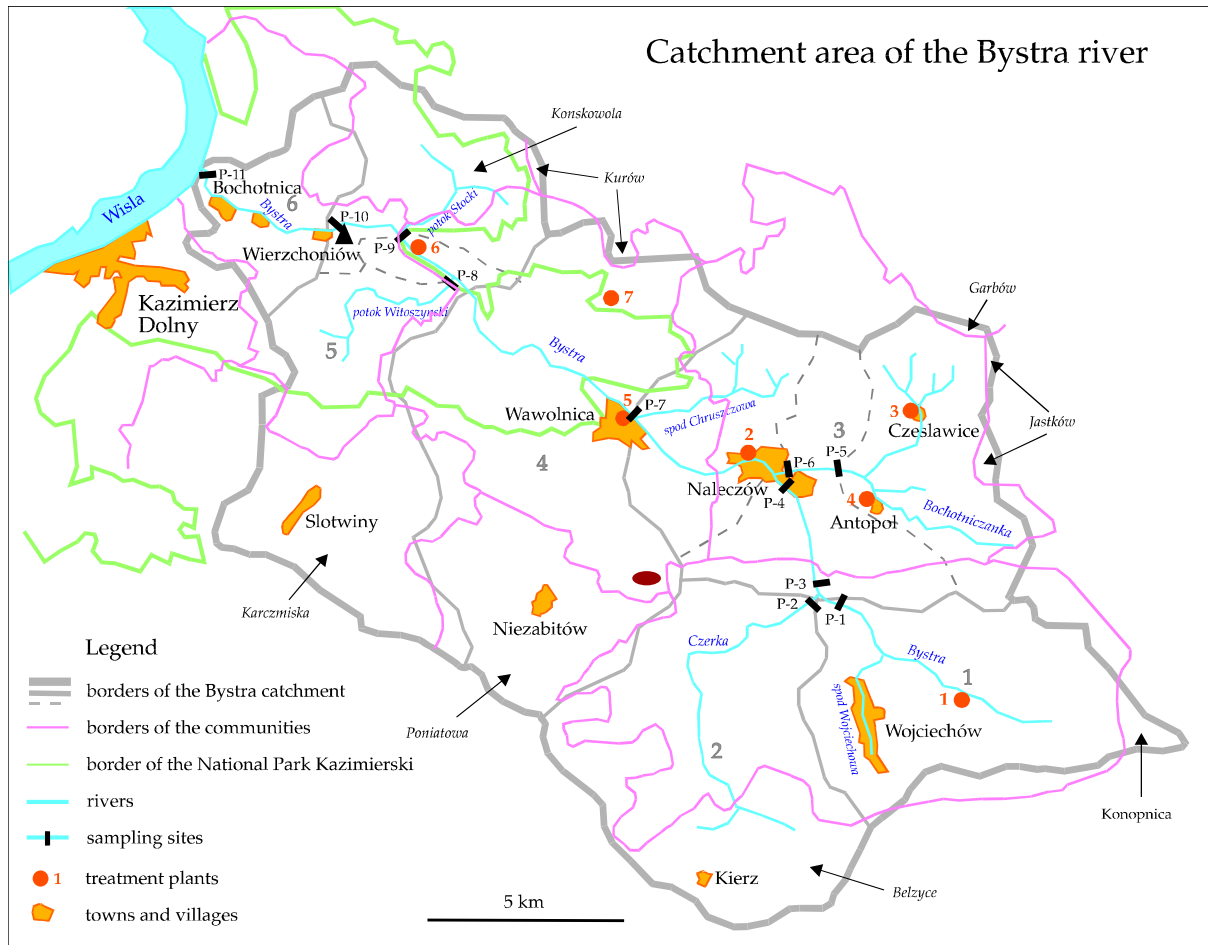 Catchment area of the Bystra river
Konskowola
Kurów
P-11
Bochotnica
6
Bystra
P-10
potok Stocki
Wisla
Wierzchoniów
P-9
6
P-8
Kazimierz
Dolny
potok Witoszynski
7
Garbów
5
Bystra
5
P-7
Wawolnica
spod Chruszczowa
3
Czeslawice
Jastków
2
3
4
P-6
P-5
Naleczów
P-4
4
Antopol
Bochotniczanka
Slotwiny
Karczmiska
Niezabitów
P-3
P-2
P-1
Czerka
Bystra
1
1
spod Wojciechowa
Wojciechów
Poniatowa
2
Konopnica
Kierz
Belzyce
Legend
borders of the Bystra catchment
borders of the communities
border of the National Park Kazimierski
rivers
sampling sites
1 treatment plants
towns and villages
5 km